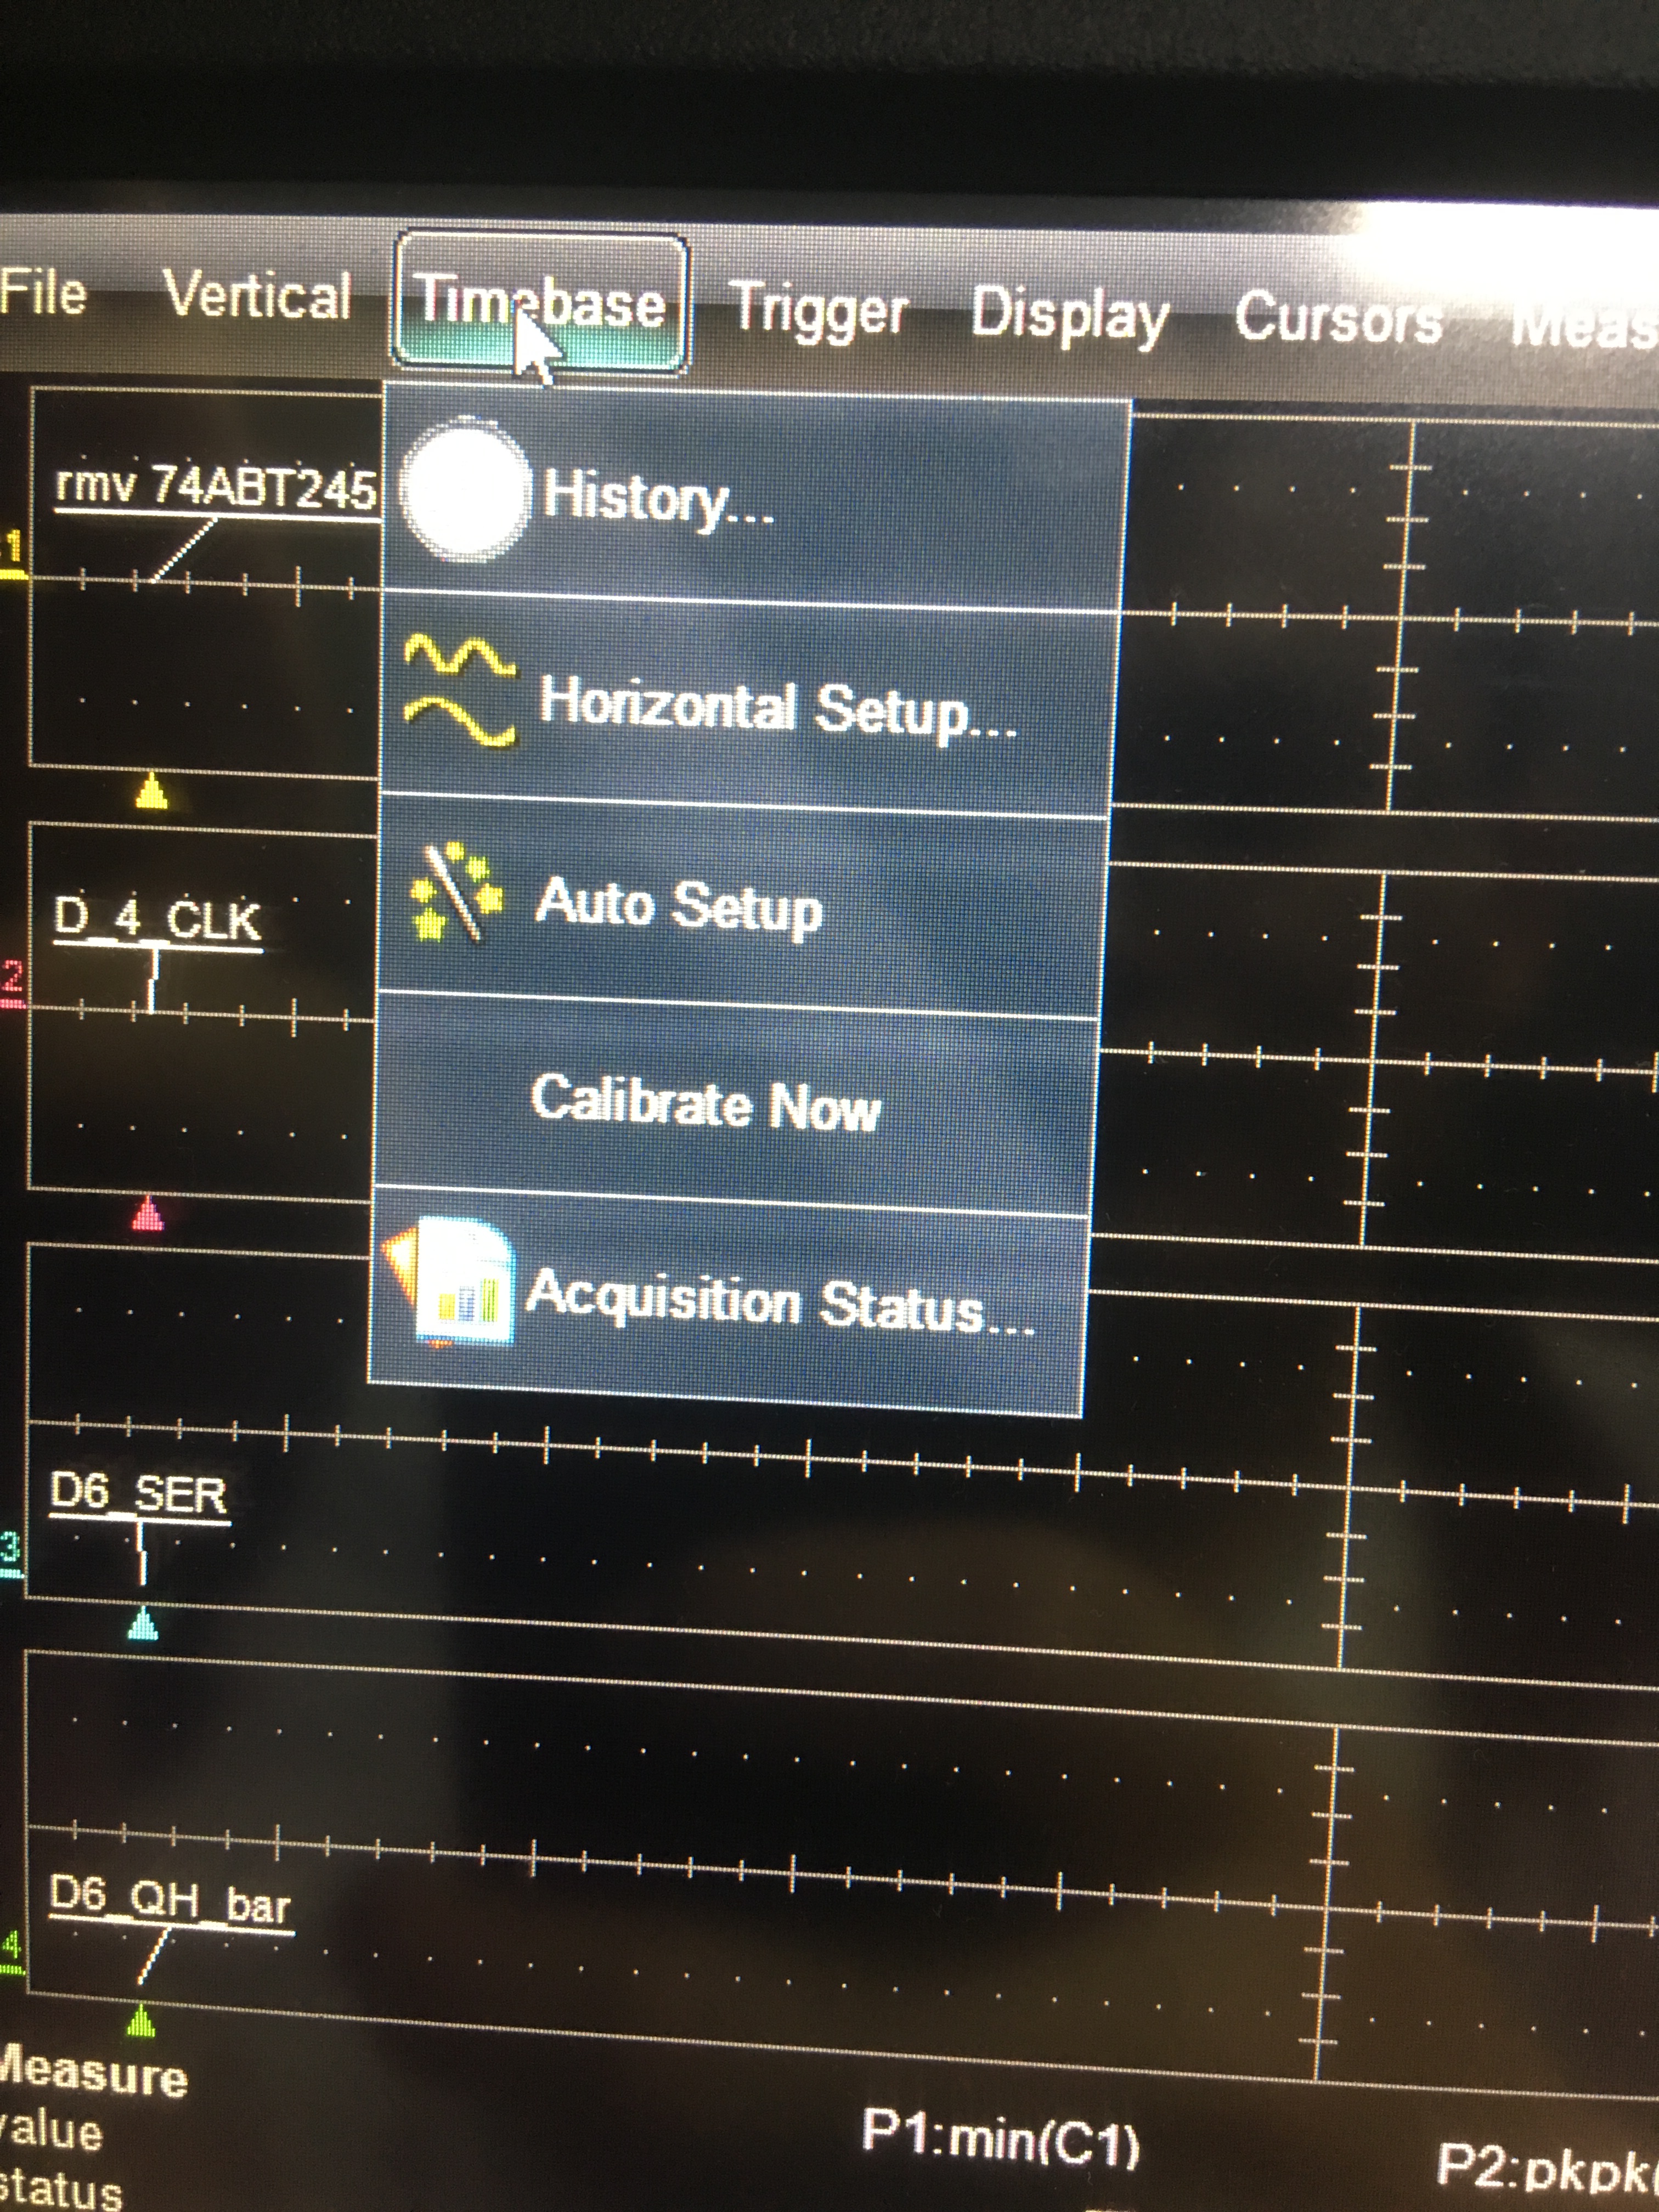 File Vertical Timebase Trigger Display Cursors Meas
rmv 74ABT245
1
History...
Horizontal Setup...
D_4_CLK
2
Auto Setup
Calibrate Now
Acquisition Status...
D6_SER
3
D6_QH_bar
4
Measure
value
status
P1:min(C1)
P2:pkpk(